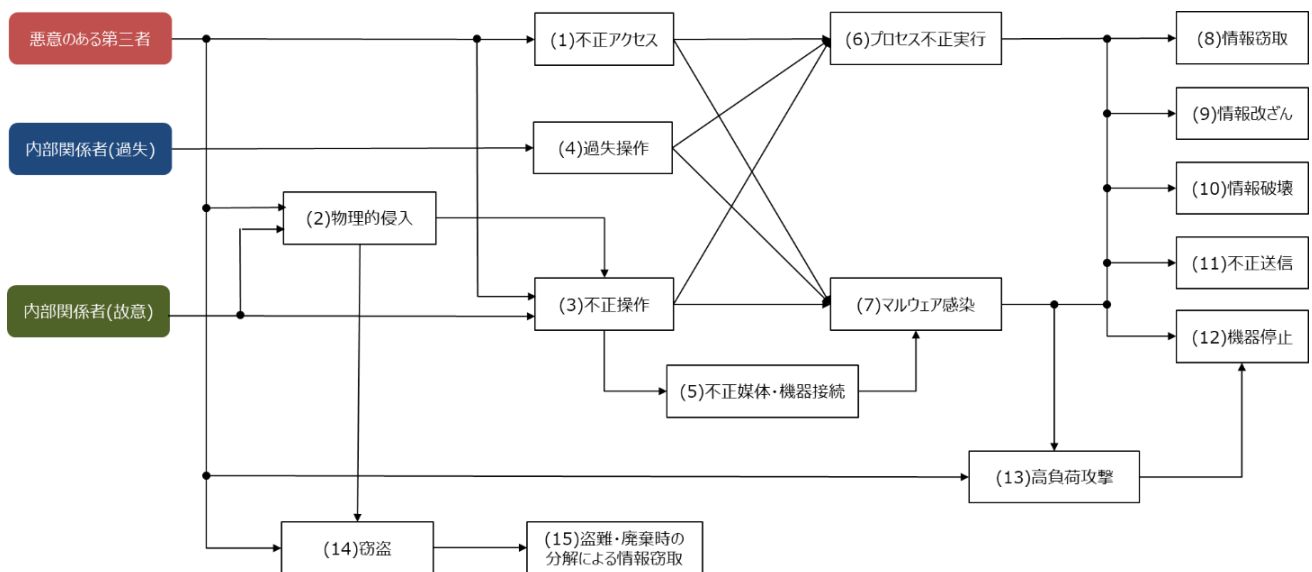 悪意のある第三者
(1)不正アクセス
(6)プロセス不正実行
(8)情報窃取
(9)情報改ざん
内部関係者(過失)
(4)過失操作
(10)情報破壊
(2)物理的侵入
(11)不正送信
内部関係者(故意)
(3)不正操作
(7)マルウェア感染
(12)機器停止
(5)不正媒体・機器接続
(13)高負荷攻撃
(14)窃盗
(15)盗難・廃棄時の
分解による情報窃取